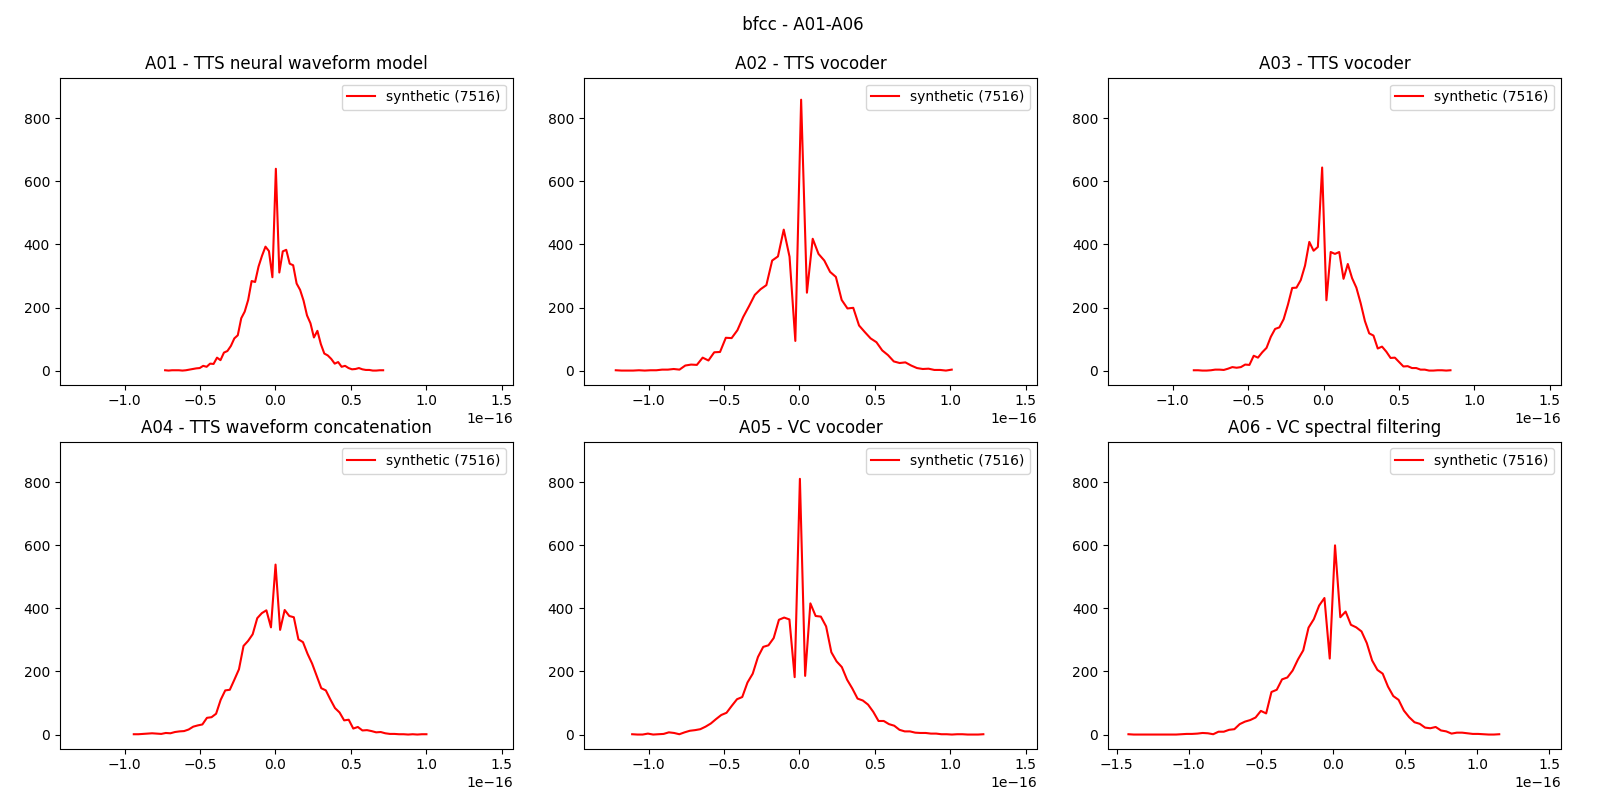 bfcc - A01-A06
A01 - TTS neural waveform model
synthetic (7516)
800
600
400
200
0
−1.0 −0.5 0.0 0.5 1.0 1.5
1e−16
A02 - TTS vocoder
synthetic (7516)
800
600
400
200
0
−1.0 −0.5 0.0 0.5 1.0 1.5
1e−16
A03 - TTS vocoder
synthetic (7516)
800
600
400
200
0
−1.0 −0.5 0.0 0.5 1.0 1.5
1e−16
A04 - TTS waveform concatenation
synthetic (7516)
800
600
400
200
0
−1.0 −0.5 0.0 0.5 1.0 1.5
1e−16
A05 - VC vocoder
synthetic (7516)
800
600
400
200
0
−1.0 −0.5 0.0 0.5 1.0 1.5
1e−16
A06 - VC spectral filtering
synthetic (7516)
800
600
400
200
0
−1.5 −1.0 −0.5 0.0 0.5 1.0 1.5
1e−16